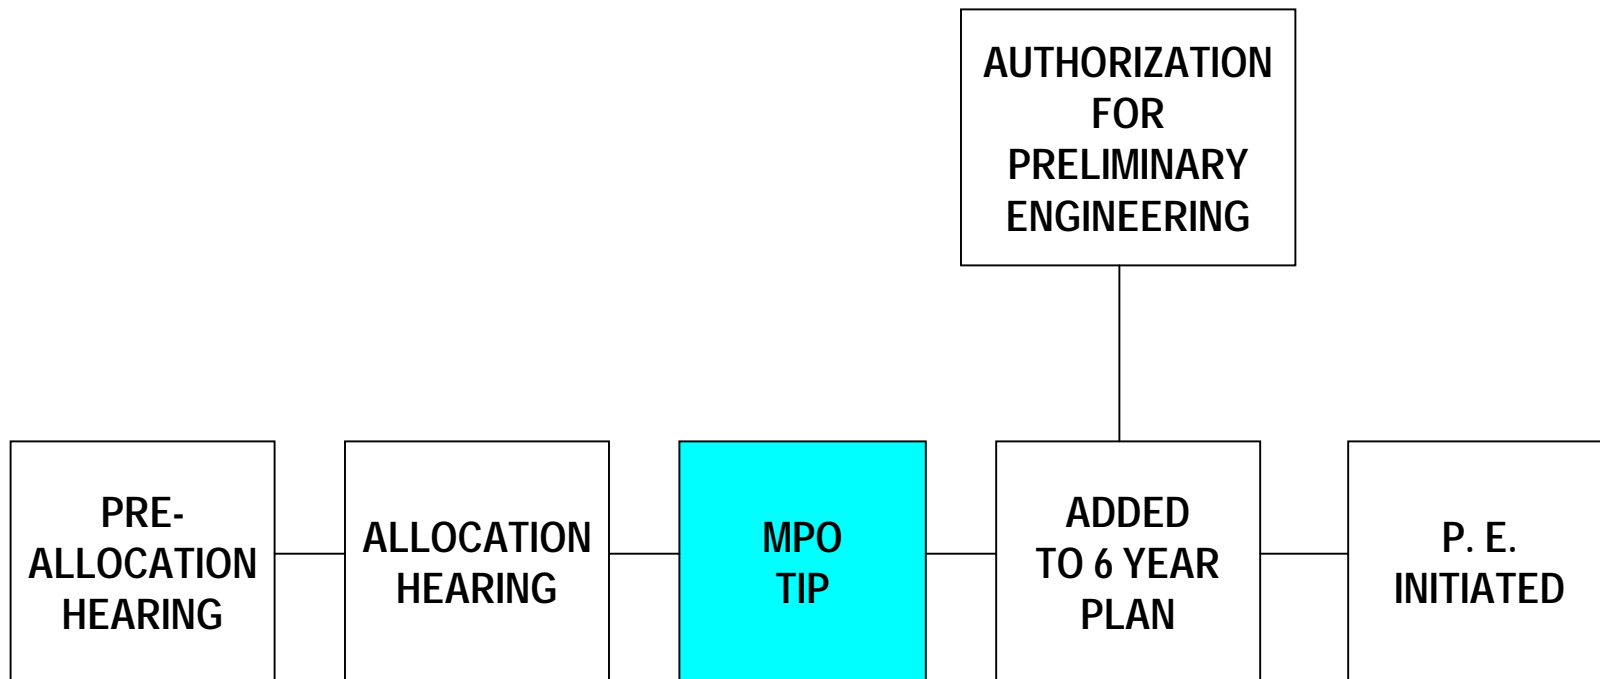 AUTHORIZATION
FOR
PRELIMINARY
ENGINEERING
PRE-
ALLOCATION
HEARING
ALLOCATION
HEARING
MPO
TIP
ADDED
TO 6 YEAR
PLAN
P. E.
INITIATED